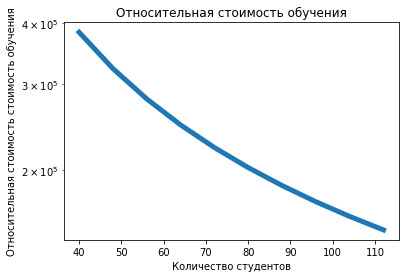 Относительная стоимость обучения
Относительная стоимость стоимость обучения
4 × 10⁵
3 × 10⁵
2 × 10⁵
40 50 60 70 80 90 100 110
Количество студентов